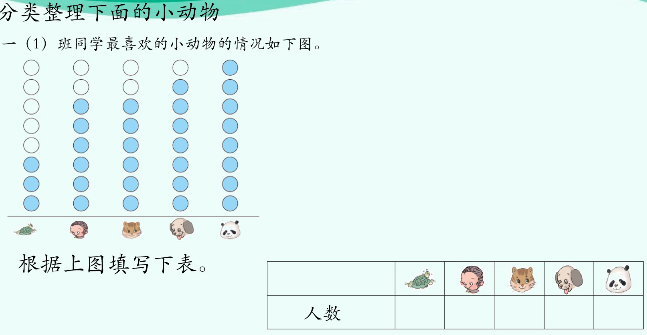 分类整理下面的小动物
一（1）班同学最喜欢的小动物的情况如下图。
根据上图填写下表。
人数